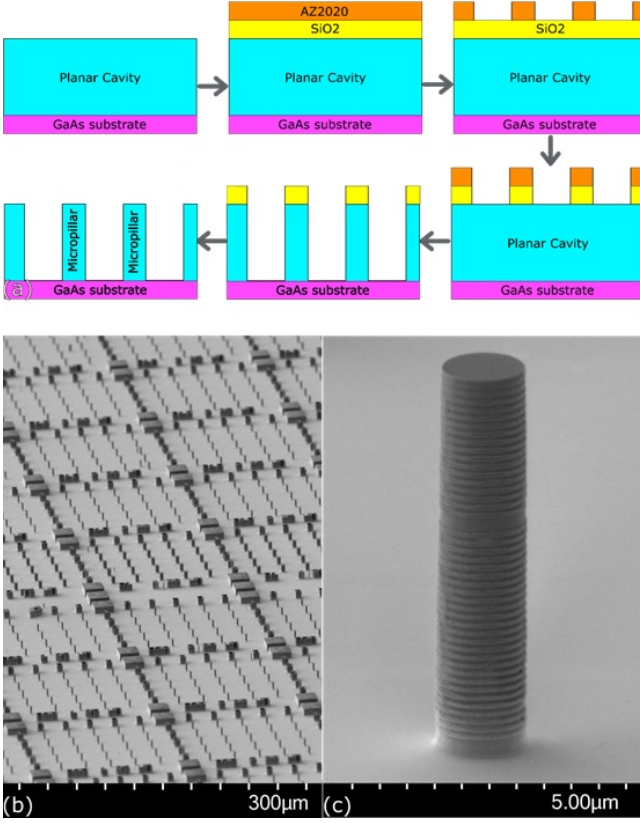 AZ2020
SiO2
SiO2
Planar Cavity
Planar Cavity
Planar Cavity
GaAs substrate
GaAs substrate
GaAs substrate
Micropillar
Micropillar
Planar Cavity
(a)
GaAs substrate
GaAs substrate
GaAs substrate
(b)
300μm
(c)
5.00μm